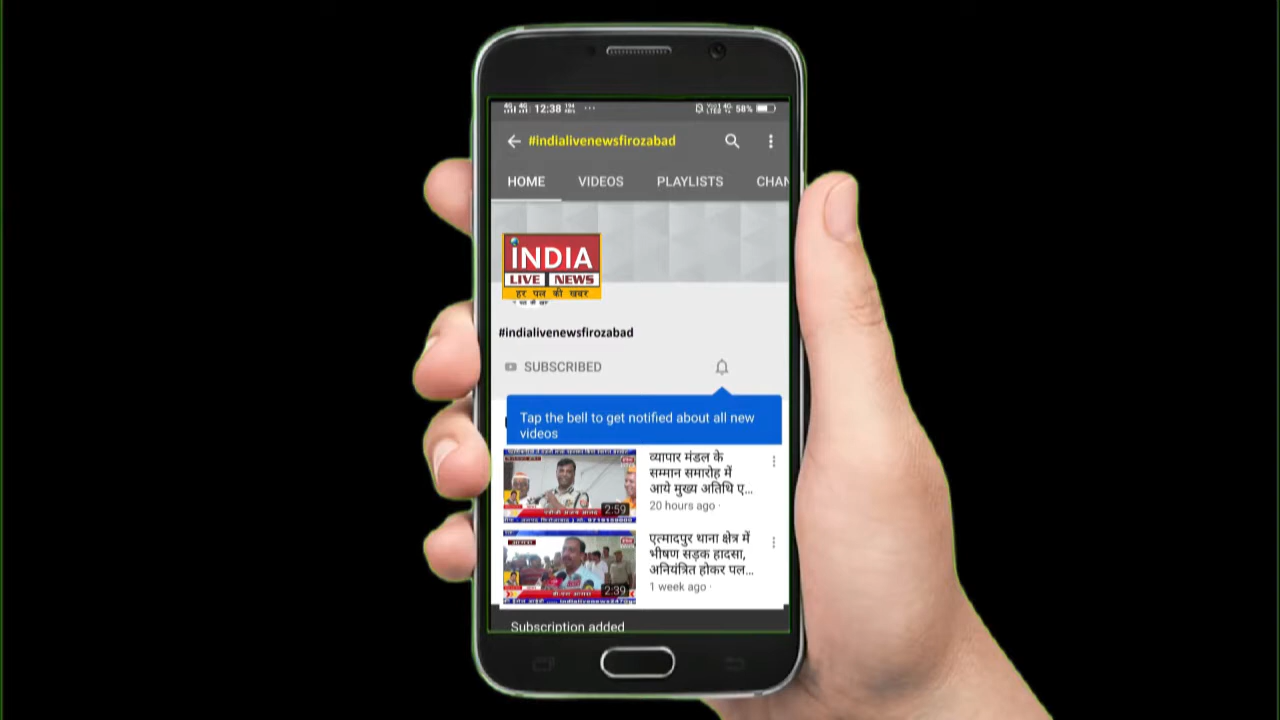 12:38
58%
#indialivenewsfirozabad
HOME VIDEOS PLAYLISTS CHAN
INDIA
LIVE NEWS
हर पल की खबर
#indialivenewsfirozabad
SUBSCRIBED
Tap the bell to get notified about all new
videos
व्यापार मंडल के
सम्मान समारोह में
आये मुख्य अतिथि ए...
20 hours ago ·
2:59
एत्मादपुर थाना क्षेत्र में
भीषण सड़क हादसा,
अनियंत्रित होकर पल...
1 week ago ·
2:39
Subscription added